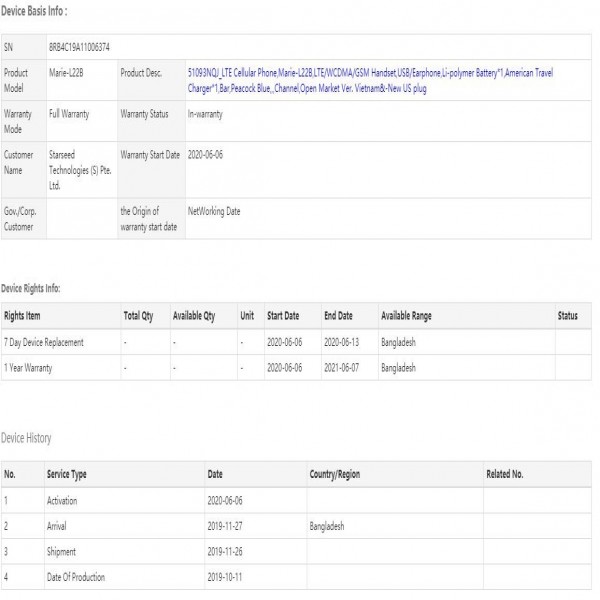 Device Basis Info :
SN 8RB4C19A11006374
Product Model Marie-L22B Product Desc. 51093NQJ_LTE Cellular Phone,Marie-L22B,LTE/WCDMA/GSM Handset,USB/Earphone,Li-polymer Battery*1,American Travel
Charger*1,Bar,Peacock Blue,,Channel,Open Market Ver. Vietnam&-New US plug
Warranty Mode Full Warranty Warranty Status In-warranty
Customer Name Starseed Technologies (S) Pte. Ltd. Warranty Start Date 2020-06-06
Gov./Corp. Customer the Origin of warranty start date NetWorking Date
Device Rights Info:
Rights Item Total Qty Available Qty Unit Start Date End Date Available Range Status
7 Day Device Replacement - - - 2020-06-06 2020-06-13 Bangladesh
1 Year Warranty - - - 2020-06-06 2021-06-07 Bangladesh
Device History
No. Service Type Date Country/Region Related No.
1 Activation 2020-06-06
2 Arrival 2019-11-27 Bangladesh
3 Shipment 2019-11-26
4 Date Of Production 2019-10-11